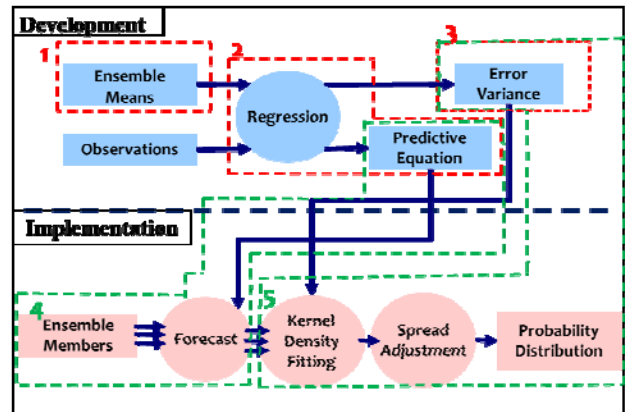 Development
1
2
3
Ensemble
Means
Regression
Error
Variance
Observations
Predictive
Equation
Implementation
4
5
Ensemble
Members
Forecast
Kernel
Density
Fitting
Spread
Adjustment
Probability
Distribution